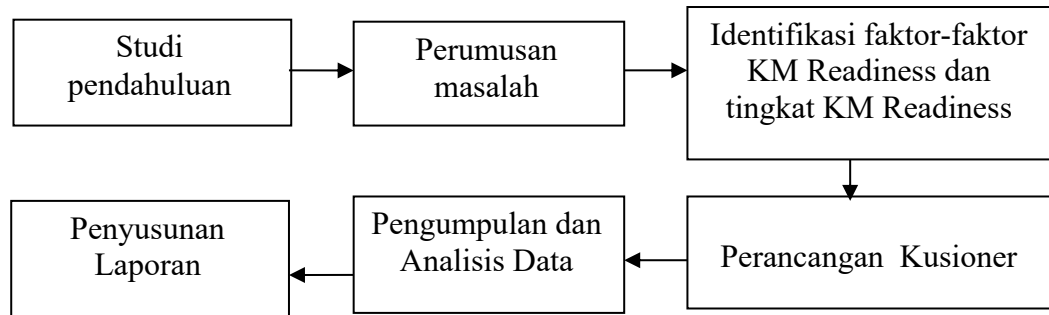 Studi
pendahuluan
Perumusan
masalah
Identifikasi faktor-faktor
KM Readiness dan
tingkat KM Readiness
Perancangan  Kusioner
Pengumpulan dan
Analisis Data
Penyusunan
Laporan